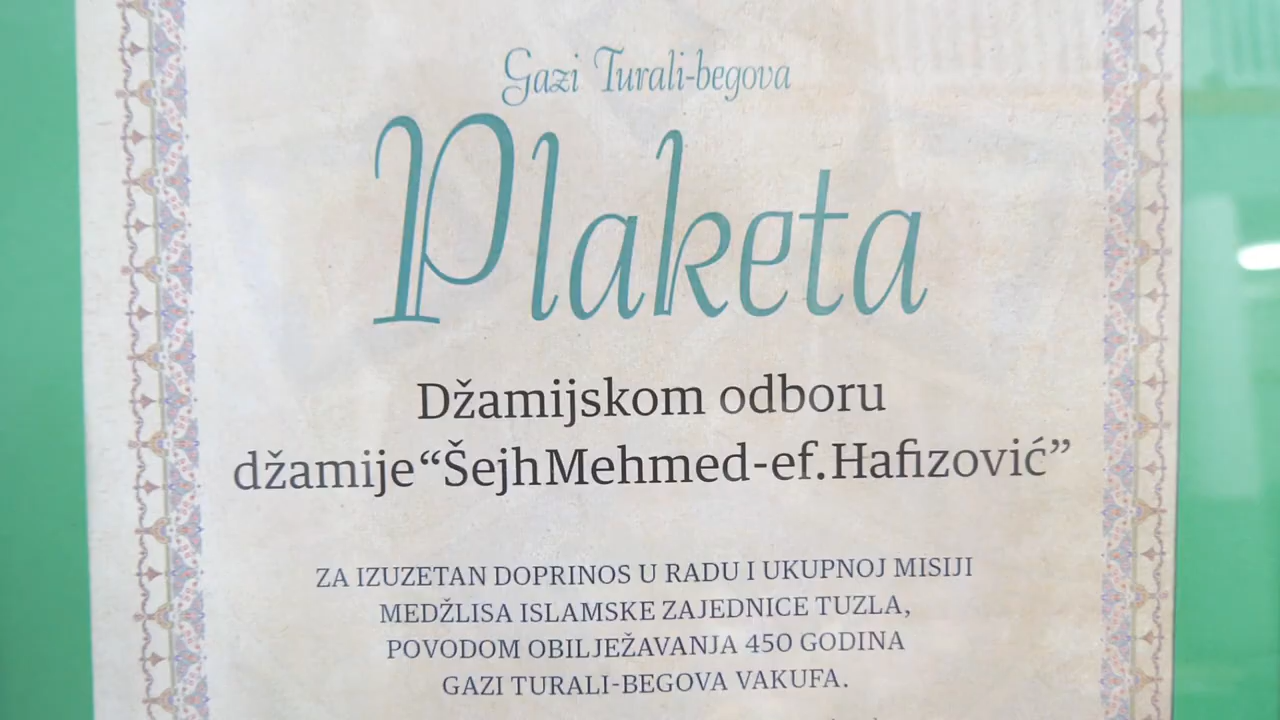 Gazi Turali-begova
Plaketa
Džamijskom odboru
džamije “Šejh Mehmed-ef. Hafizović”
ZA IZUZETAN DOPRINOS U RADU I UKUPNOJ MISIJI
MEDŽLISA ISLAMSKE ZAJEDNICE TUZLA,
POVODOM OBILJEŽAVANJA 450 GODINA
GAZI TURALI-BEGOVA VAKUFA.